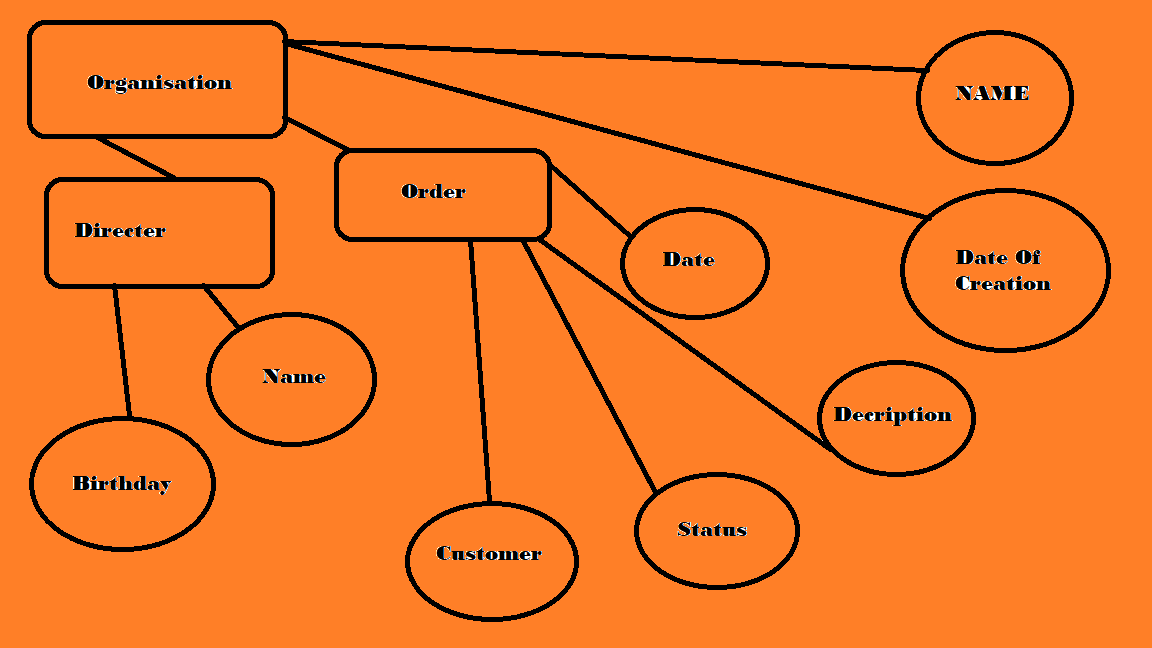 Organisation
NAME
Order
Directer
Date
Date Of
Creation
Name
Decription
Birthday
Status
Customer